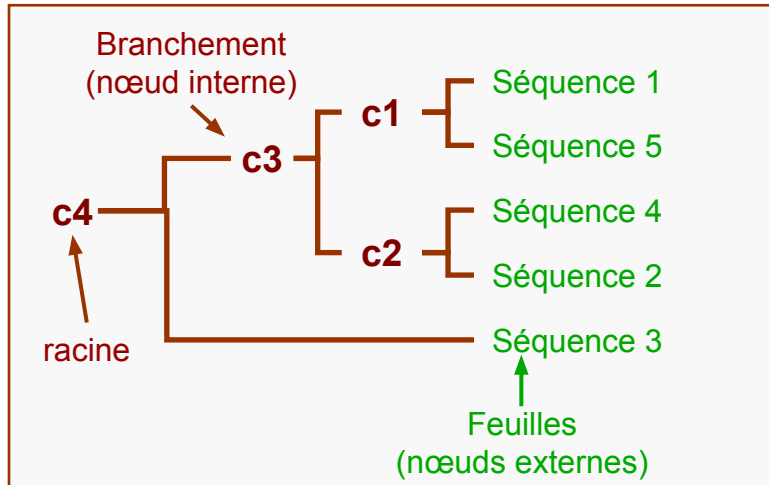 Branchement
(nœud interne)
c1
Séquence 1
Séquence 5
c3
c4
c2
Séquence 4
Séquence 2
racine
Séquence 3
Feuilles
(nœuds externes)